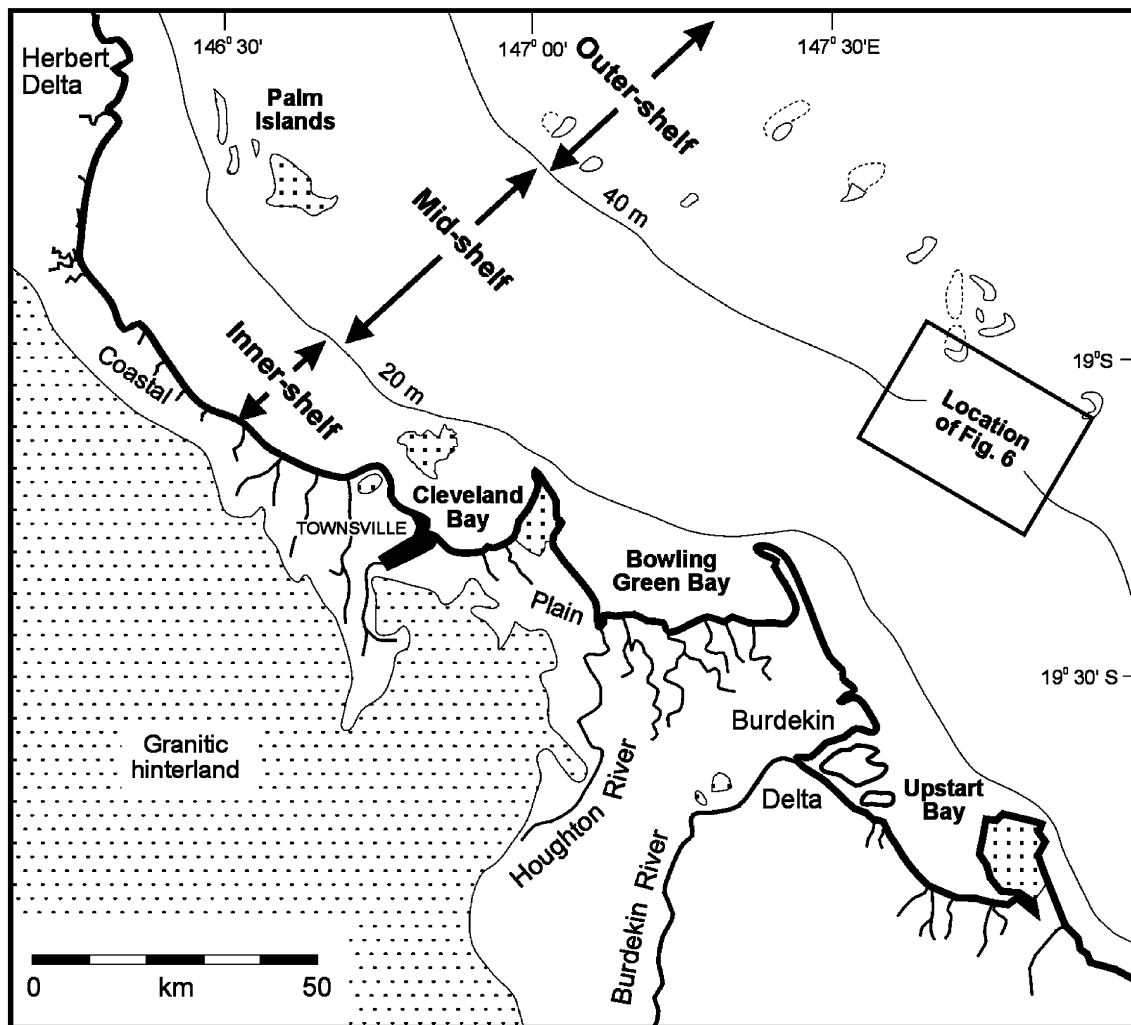 146° 30'
147° 00'
147° 30'E
Herbert
Delta
Palm
Islands
Outer-shelf
40 m
Mid-shelf
19°S
Inner-shelf
20 m
Coastal
Location
of Fig. 6
Cleveland
Bay
TOWNSVILLE
Bowling
Green Bay
Plain
19° 30' S
Burdekin
Granitic
hinterland
Houghton River
Delta
Upstart
Bay
Burdekin River
0 km 50